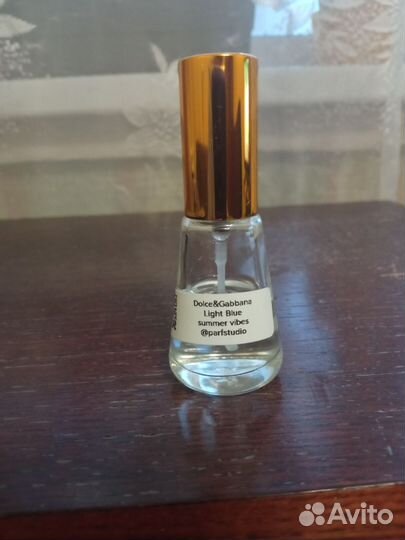 Dolce&Gabbana
Light Blue
summer vibes
@parfstudio
Avito